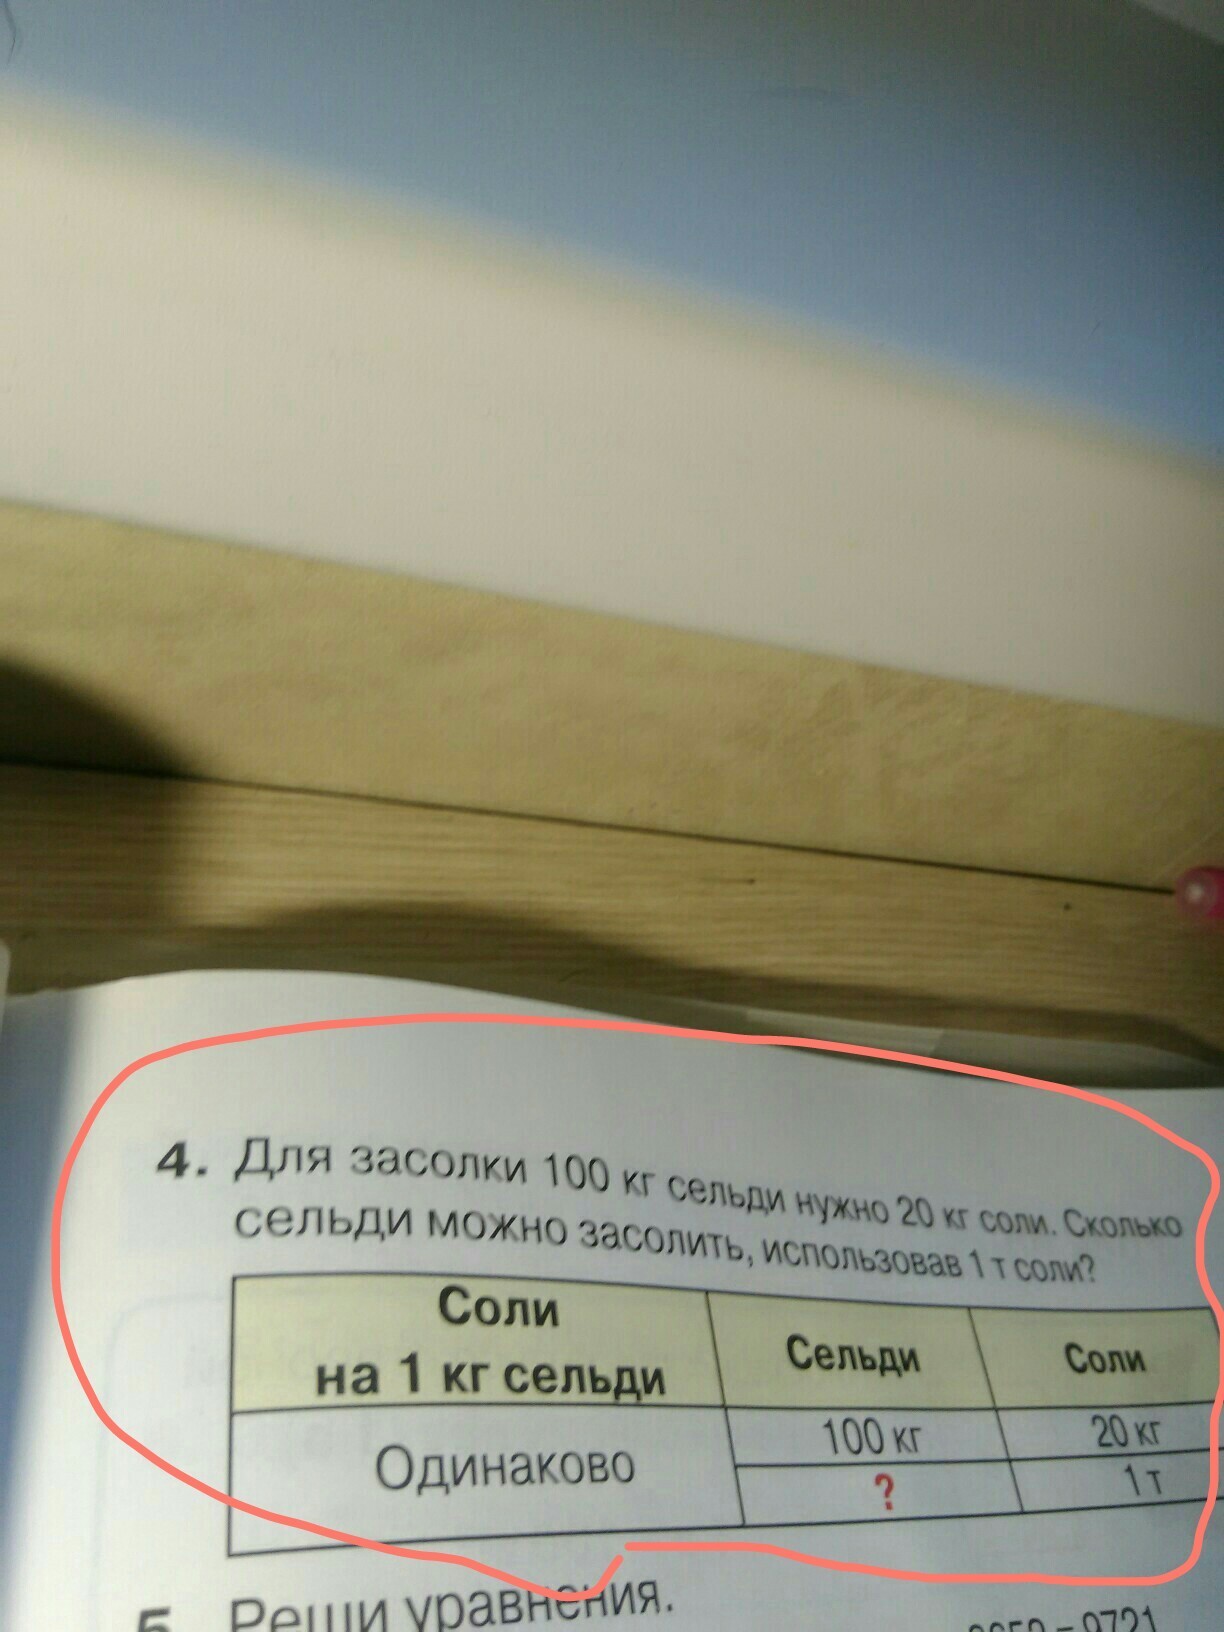 4. Для засолки 100 кг сельди нужно 20 кг соли. Сколько
сельди можно засолить, использовав 1 т соли?
Соли
на 1 кг сельди
Сельди
Соли
Одинаково
100 кг
20 кг
?
1 т
5. Реши уравнения.
9721